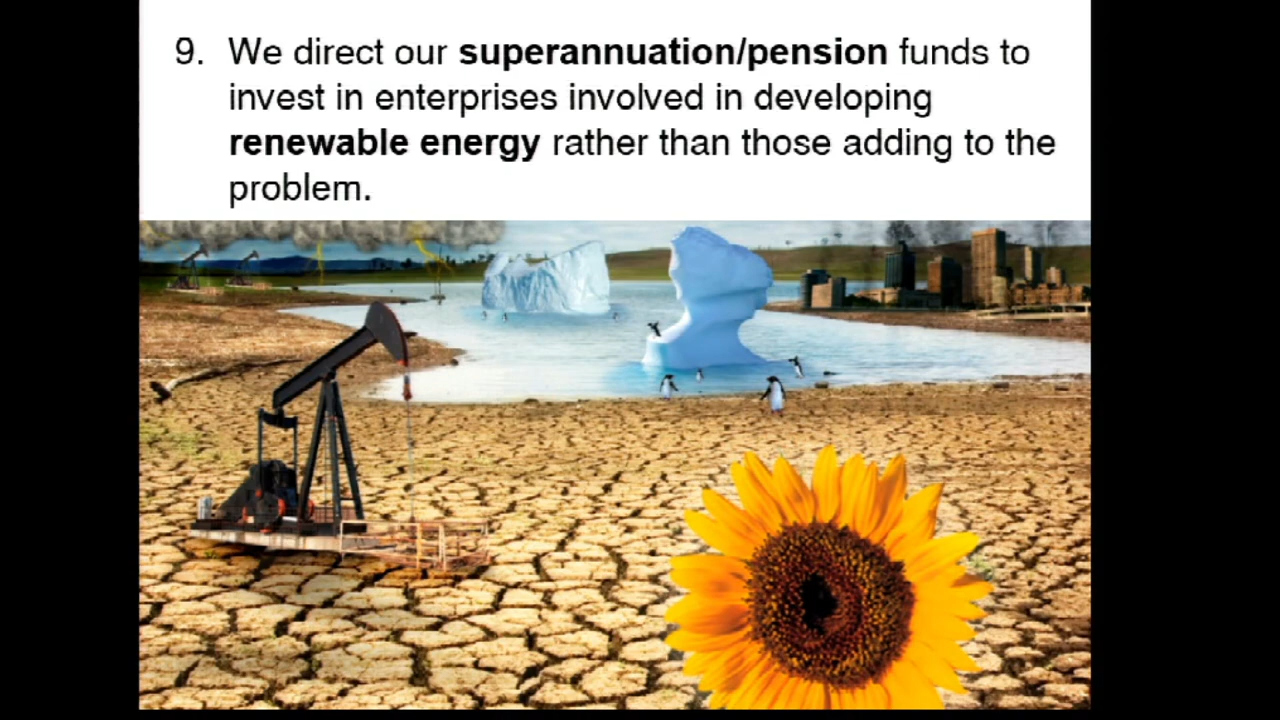 9. We direct our superannuation/pension funds to
invest in enterprises involved in developing
renewable energy rather than those adding to the
problem.